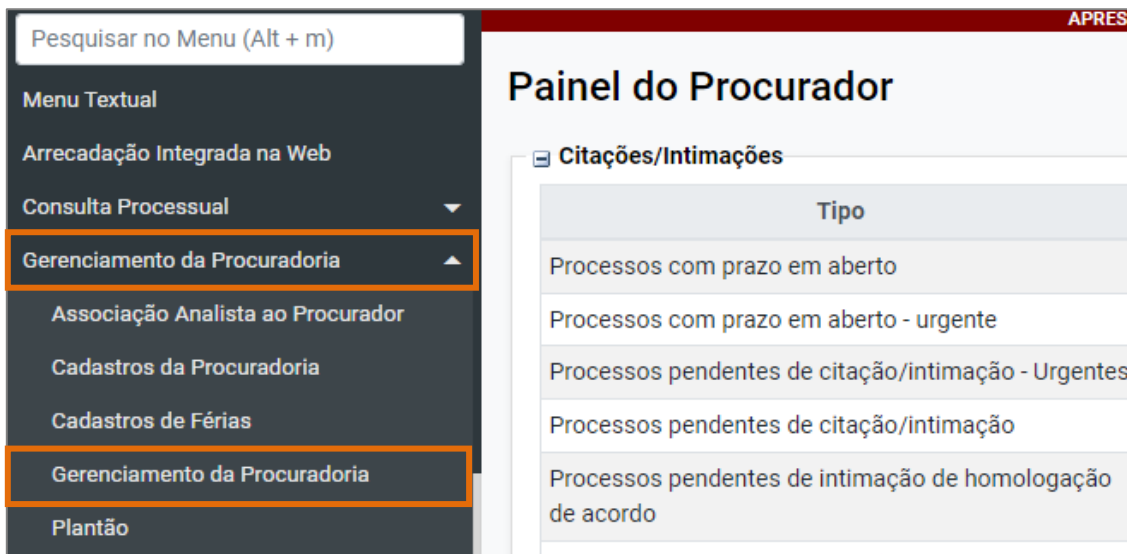 Pesquisar no Menu (Alt + m)
Menu Textual
Arrecadação Integrada na Web
Consulta Processual
Gerenciamento da Procuradoria
Associação Analista ao Procurador
Cadastros da Procuradoria
Cadastros de Férias
Gerenciamento da Procuradoria
Plantão
APRES
Painel do Procurador
Citações/Intimações
Tipo
Processos com prazo em aberto
Processos com prazo em aberto - urgente
Processos pendentes de citação/intimação - Urgentes
Processos pendentes de citação/intimação
Processos pendentes de intimação de homologação
de acordo